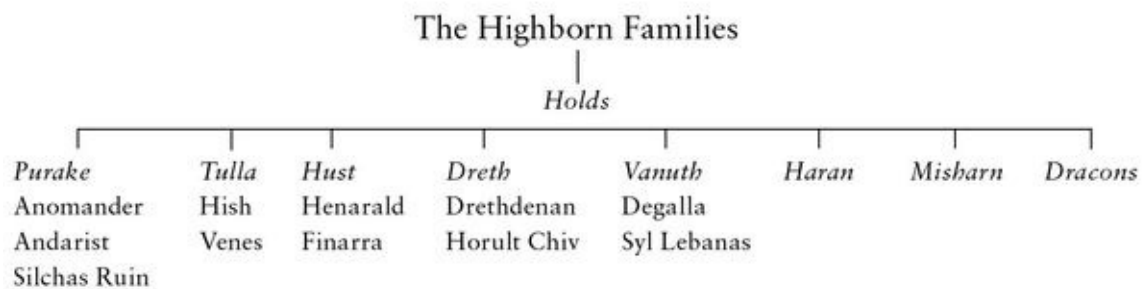 The Highborn Families
Holds
Purake Tulla Hust Dreth Vanuth Haran Misharn Dracons
Anomander Hish Henarald Drethdenan Degalla
Andarist Venes Finarra Horult Chiv Syl Lebanas
Silchas Ruin